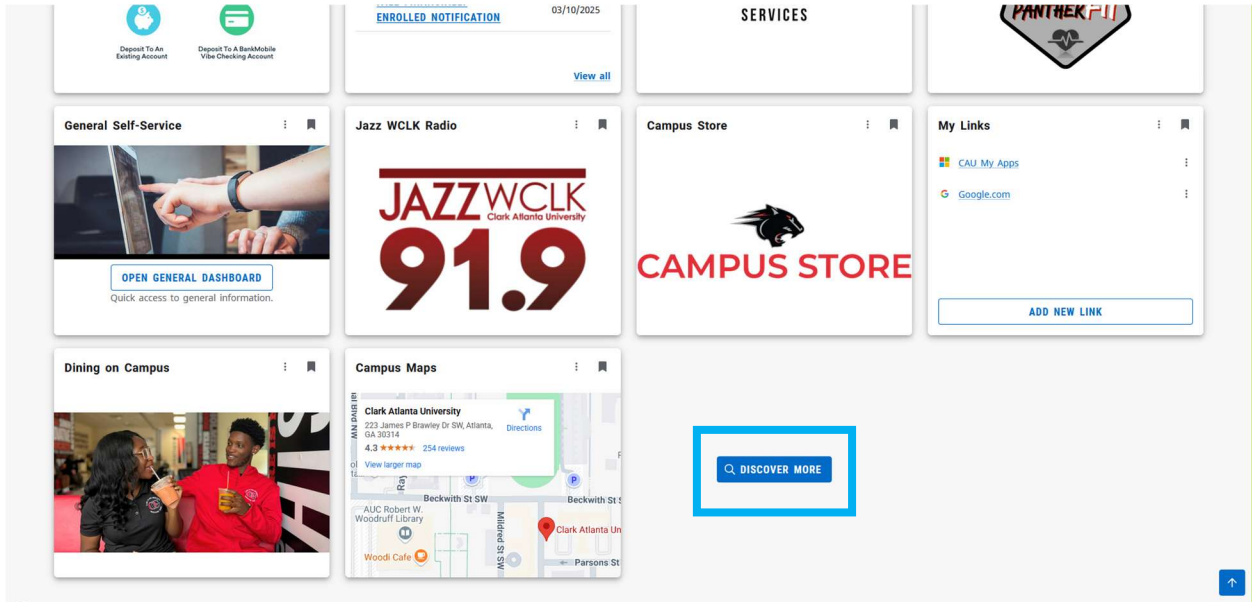 ENROLLED NOTIFICATION
03/10/2025
SERVICES
PANTHERFIT
Deposit To An
Existing Account
Deposit To A BankMobile
Vibe Checking Account
View all
General Self-Service
Jazz WCLK Radio
Campus Store
My Links
CAU My Apps
Google.com
JAZZ WCLK
Clark Atlanta University
91.9
CAMPUS STORE
OPEN GENERAL DASHBOARD
Quick access to general information.
ADD NEW LINK
Dining on Campus
Campus Maps
Clark Atlanta University
223 James P Brawley Dr SW, Atlanta,
GA 30314
Directions
4.3
254 reviews
View larger map
P
P
Beckwith St SW
Beckwith St S
AUC Robert W.
Woodruff Library
Mildred St SW
Clark Atlanta Un
Woodi Cafe
Parsons St
DISCOVER MORE